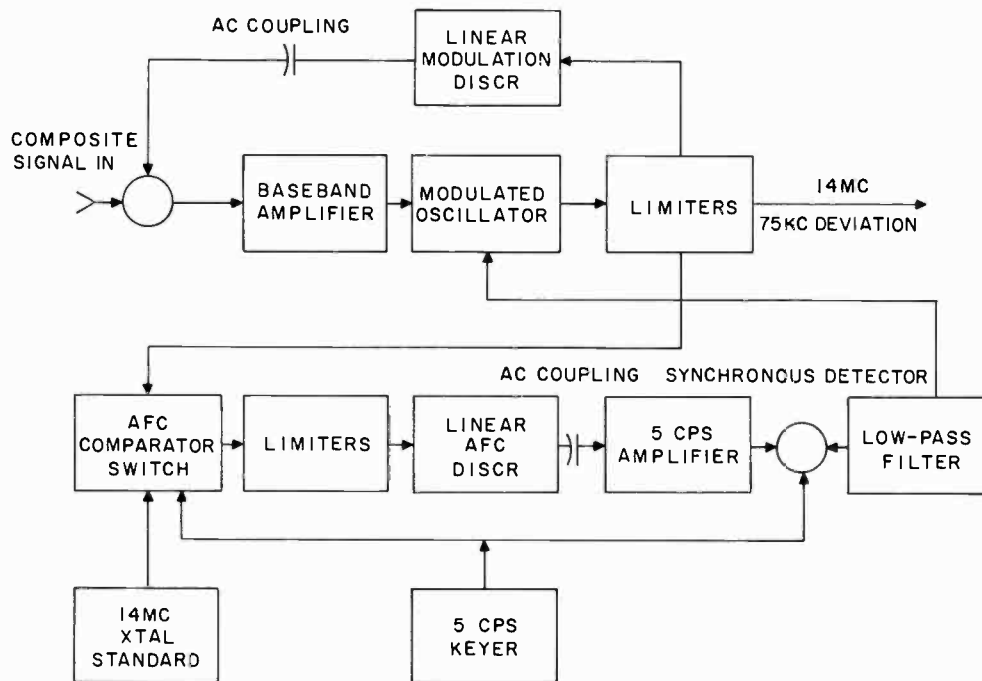 AC COUPLING
LINEAR
MODULATION
DISCR
COMPOSITE
SIGNAL IN
BASEBAND
AMPLIFIER
MODULATED
OSCILLATOR
LIMITERS
14MC
75KC DEVIATION
AC COUPLING
SYNCHRONOUS DETECTOR
AFC
COMPARATOR
SWITCH
LIMITERS
LINEAR
AFC
DISCR
5 CPS
AMPLIFIER
LOW-PASS
FILTER
14MC
XTAL
STANDARD
5 CPS
KEYER